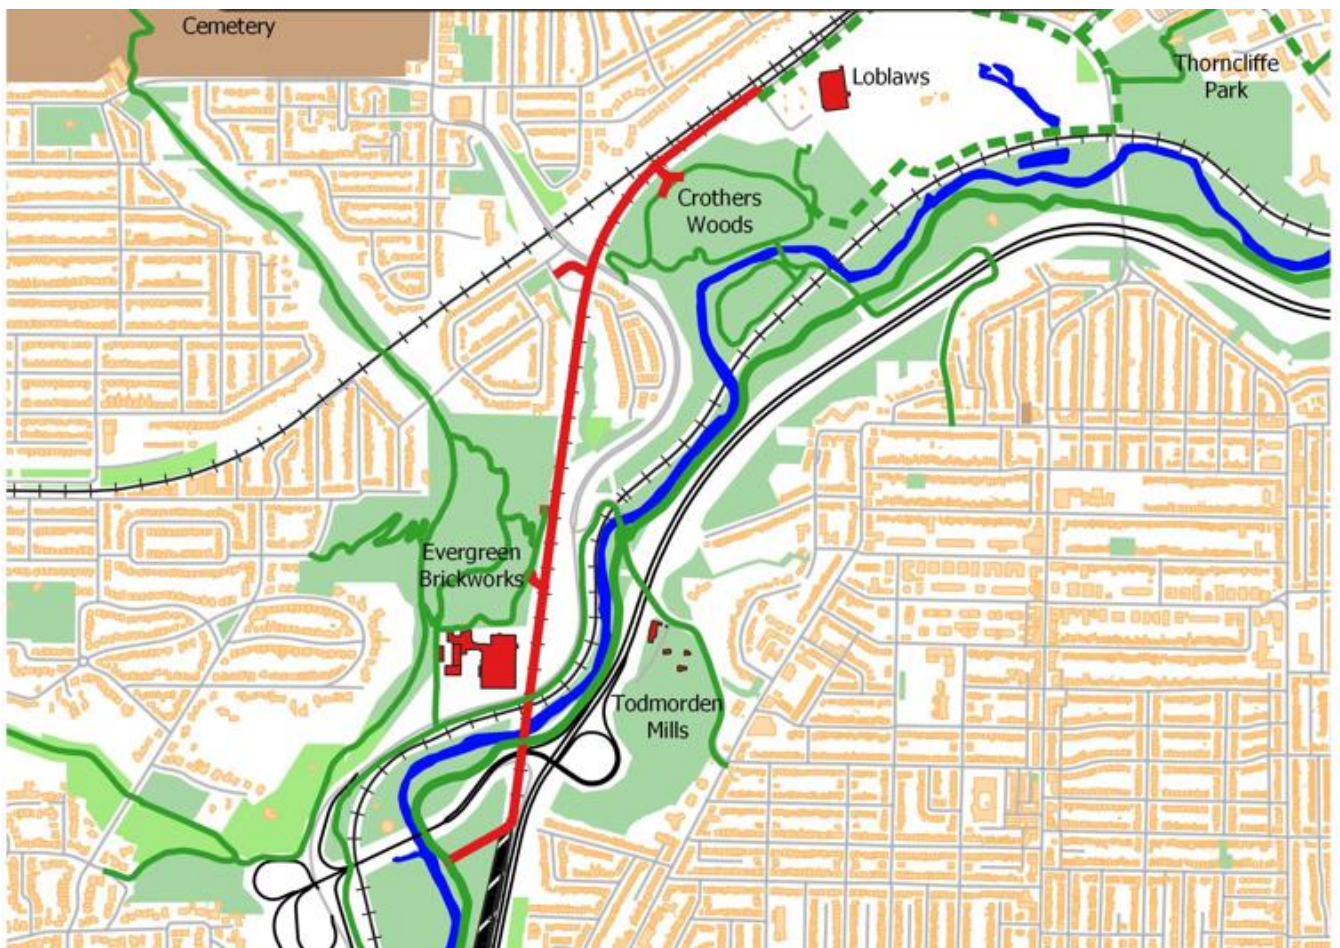 Cemetery
Loblaws
Thorncliffe
Park
Crothers
Woods
Evergreen
Brickworks
Todmorden
Mills